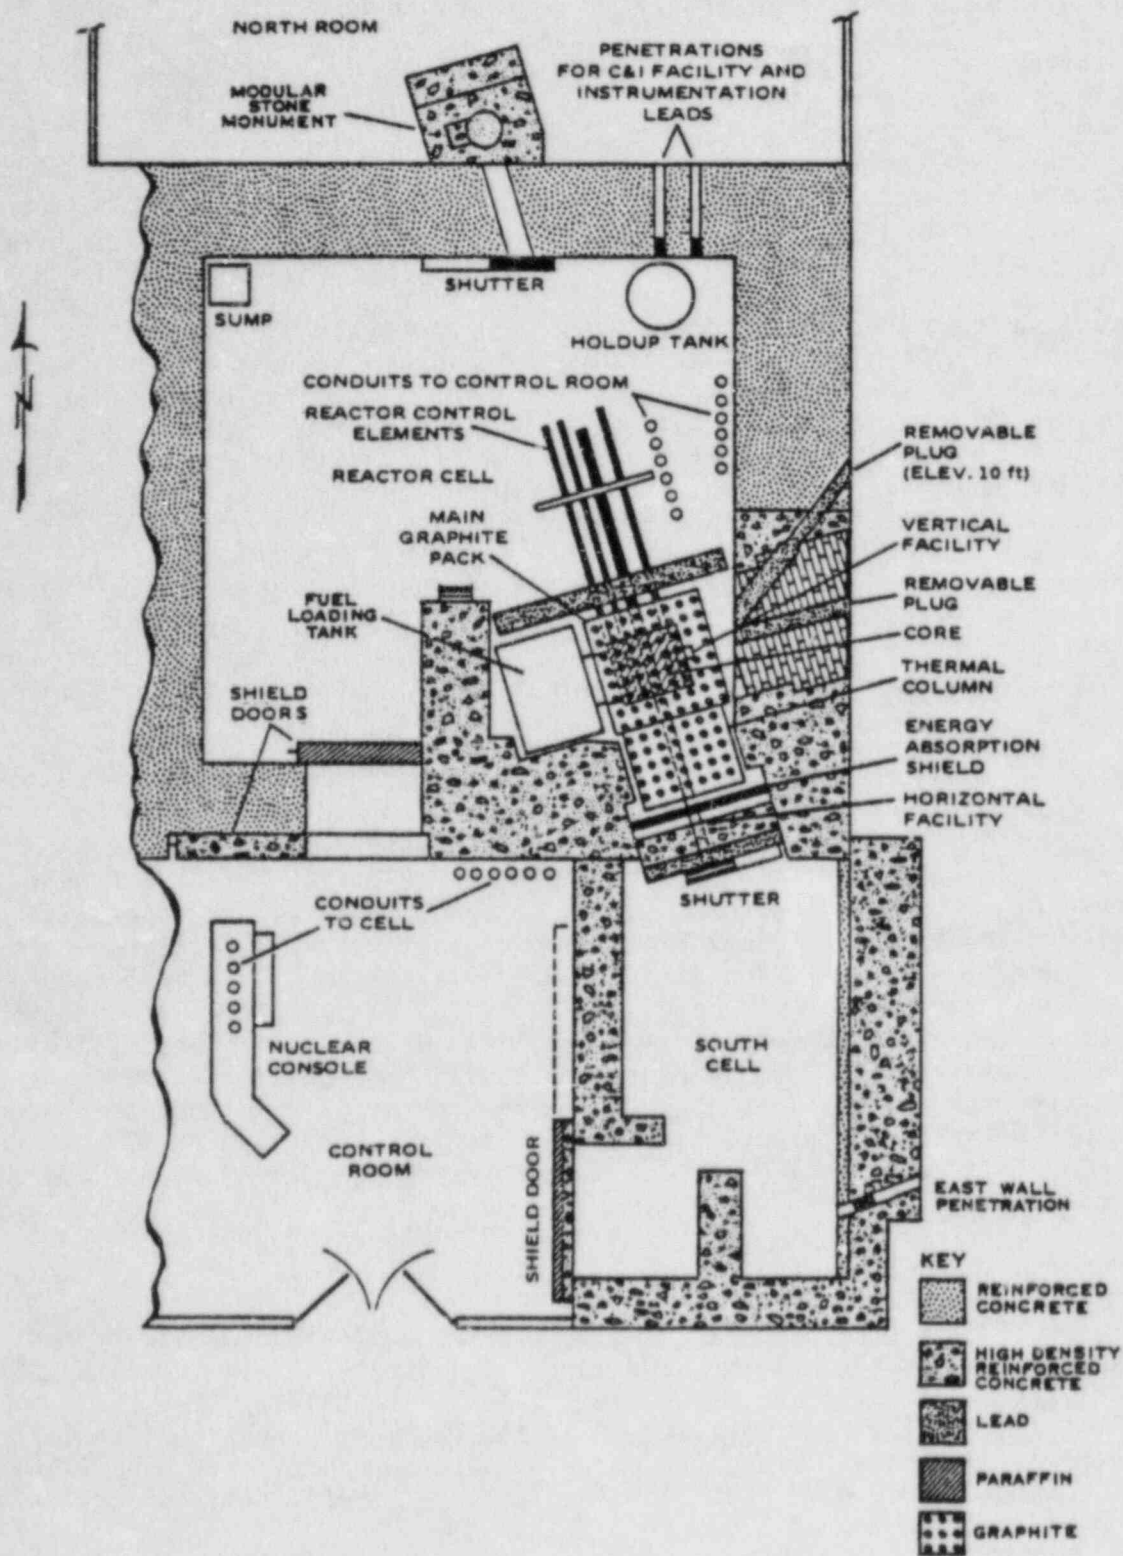 NORTH ROOM
MODULAR
STONE
MONUMENT
PENETRATIONS
FOR C&I FACILITY AND
INSTRUMENTATION
LEADS
SHUTTER
SUMP
HOLDUP TANK
N
CONDUITS TO CONTROL ROOM
REACTOR CONTROL
ELEMENTS
REACTOR CELL
MAIN
GRAPHITE
PACK
FUEL
LOADING
TANK
SHIELD
DOORS
REMOVABLE
PLUG
(ELEV. 10 ft)
VERTICAL
FACILITY
REMOVABLE
PLUG
CORE
THERMAL
COLUMN
ENERGY
ABSORPTION
SHIELD
HORIZONTAL
FACILITY
CONDUITS
TO CELL
SHUTTER
NUCLEAR
CONSOLE
SOUTH
CELL
CONTROL
ROOM
SHIELD DOOR
EAST WALL
PENETRATION
KEY
REINFORCED
CONCRETE
HIGH DENSITY
REINFORCED
CONCRETE
LEAD
PARAFFIN
GRAPHITE